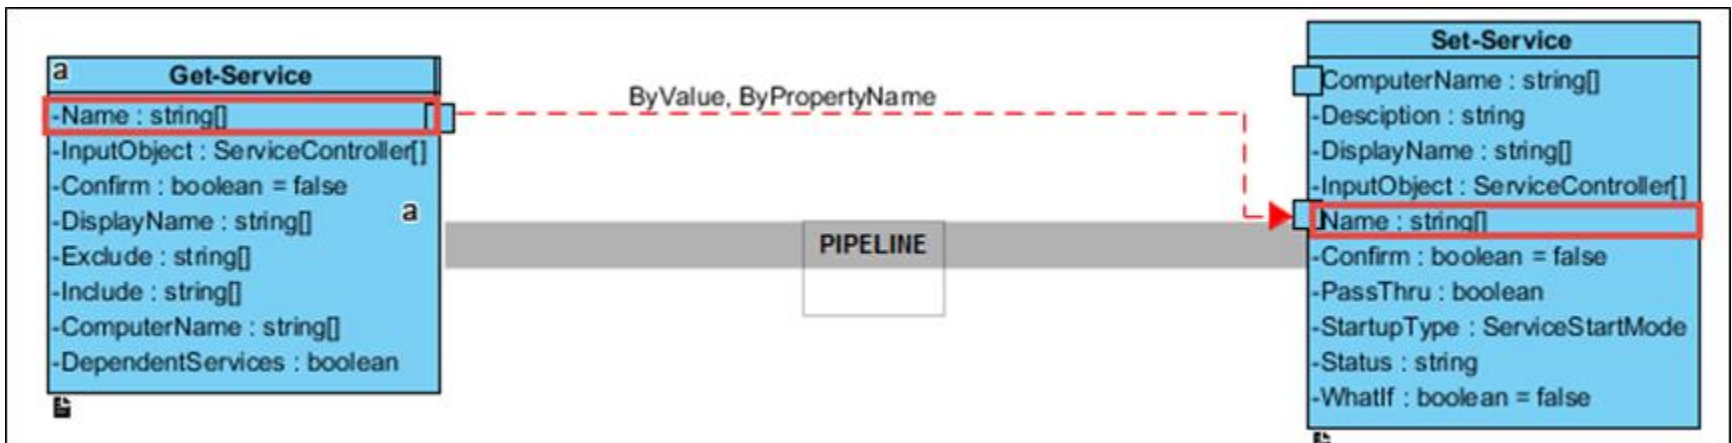 a
Get-Service
-Name : string[]
-InputObject : ServiceController[]
-Confirm : boolean = false
-DisplayName : string[]
a
-Exclude : string[]
-Include : string[]
-ComputerName : string[]
-DependentServices : boolean
ByValue, ByPropertyName
PIPELINE
Set-Service
ComputerName : string[]
-Desciption : string
-DisplayName : string[]
-InputObject : ServiceController[]
Name : string[]
-Confirm : boolean = false
-PassThru : boolean
-StartupType : ServiceStartMode
-Status : string
-WhatIf : boolean = false